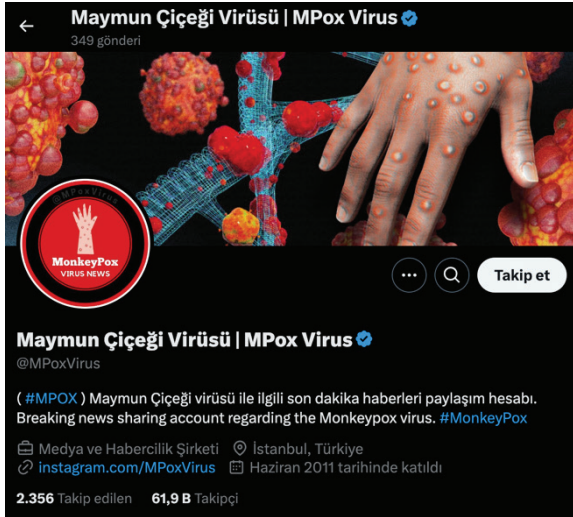 Maymun Çiçeği Virüsü | MPox Virus
349 gönderi
@MPoxVirus
MonkeyPox
VIRUS NEWS
Takip et
Maymun Çiçeği Virüsü | MPox Virus
@MPoxVirus
( #MPOX ) Maymun Çiçeği virüsü ile ilgili son dakika haberleri paylaşım hesabı.
Breaking news sharing account regarding the Monkeypox virus. #MonkeyPox
Medya ve Habercilik Şirketi İstanbul, Türkiye
instagram.com/MPoxVirus Haziran 2011 tarihinde katıldı
2.356 Takip edilen 61,9 B Takipçi